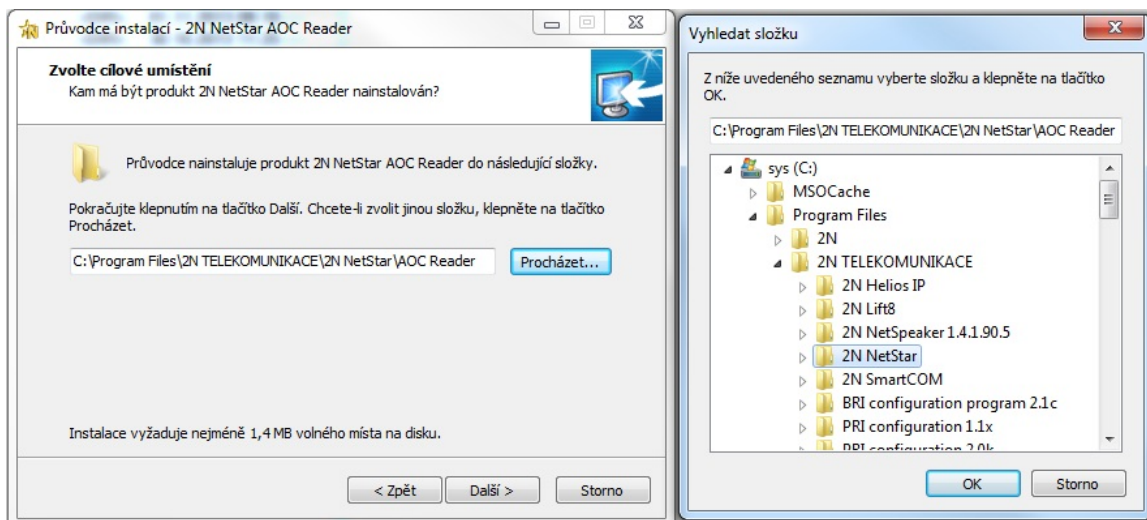 Průvodce instalací - 2N NetStar AOC Reader
Zvolte cílové umístění
Kam má být produkt 2N NetStar AOC Reader nainstalován?
Průvodce nainstaluje produkt 2N NetStar AOC Reader do následující složky.
Pokračujte klepnutím na tlačítko Další. Chcete-li zvolit jinou složku, klepněte na tlačítko
Procházet.
C:\Program Files\2N TELEKOMUNIKACE\2N NetStar\AOC Reader
Procházet...
Instalace vyžaduje nejméně 1,4 MB volného místa na disku.
< Zpět
Další >
Storno
Vyhledat složku
Z níže uvedeného seznamu vyberte složku a klepněte na tlačítko
OK.
C:\Program Files\2N TELEKOMUNIKACE\2N NetStar\AOC Reader
sys (C:)
MSOCache
Program Files
2N
2N TELEKOMUNIKACE
2N Helios IP
2N Lift8
2N NetSpeaker 1.4.1.90.5
2N NetStar
2N SmartCOM
BRI configuration program 2.1c
PRI configuration 1.1x
PRI configuration 2.0k
OK
Storno